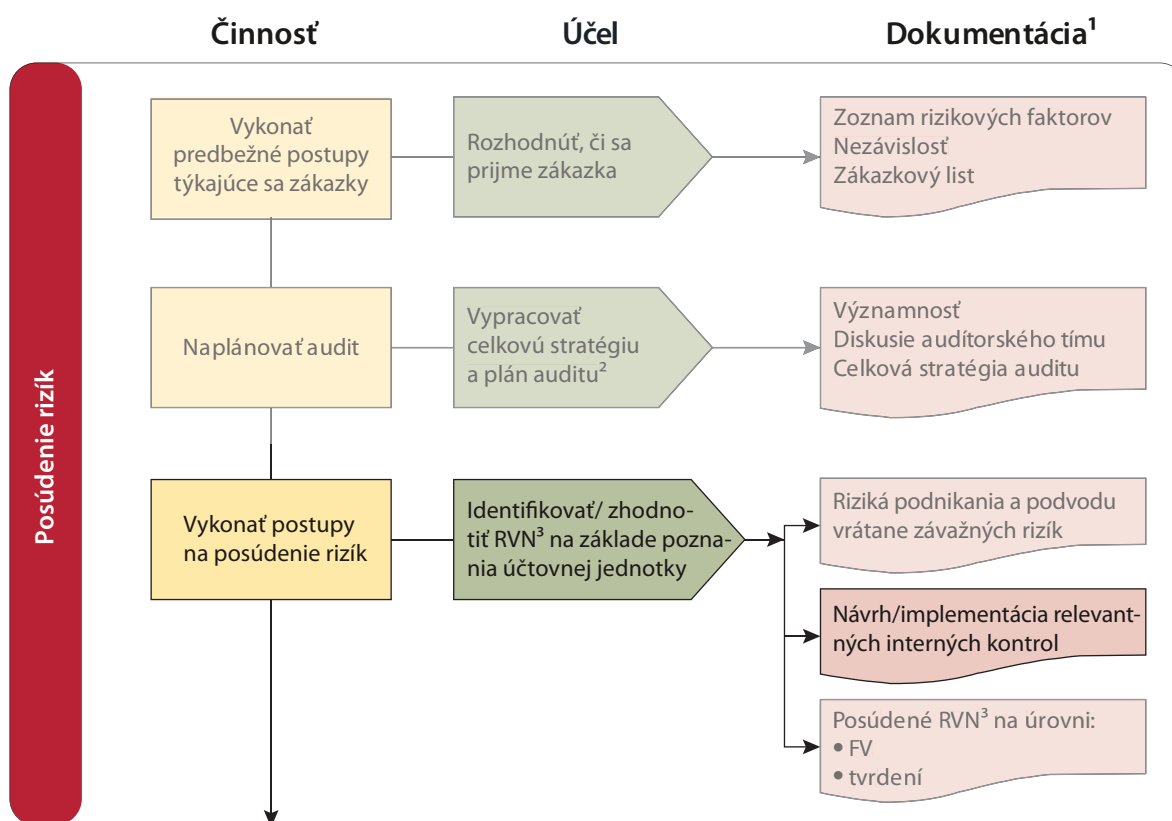 Činnosť
Účel
Dokumentácia¹
Posúdenie rizík
Vykonať
predbežné postupy
týkajúce sa zákazky
Rozhodnúť, či sa
prijme zákazka
Zoznam rizikových faktorov
Nezávislosť
Zákazkový list
Naplánovať audit
Vypracovať
celkovú stratégiu
a plán auditu²
Významnosť
Diskusie audítorského tímu
Celková stratégia auditu
Vykonať postupy
na posúdenie rizík
Identifikovať/ zhodno-
tiť RVN³ na základe pozna-
nia účtovnej jednotky
Riziká podnikania a podvodu
vrátane závažných rizík
Návrh/implementácia relevant-
ných interných kontrol
Posúdené RVN³ na úrovni:
• FV
• tvrdení